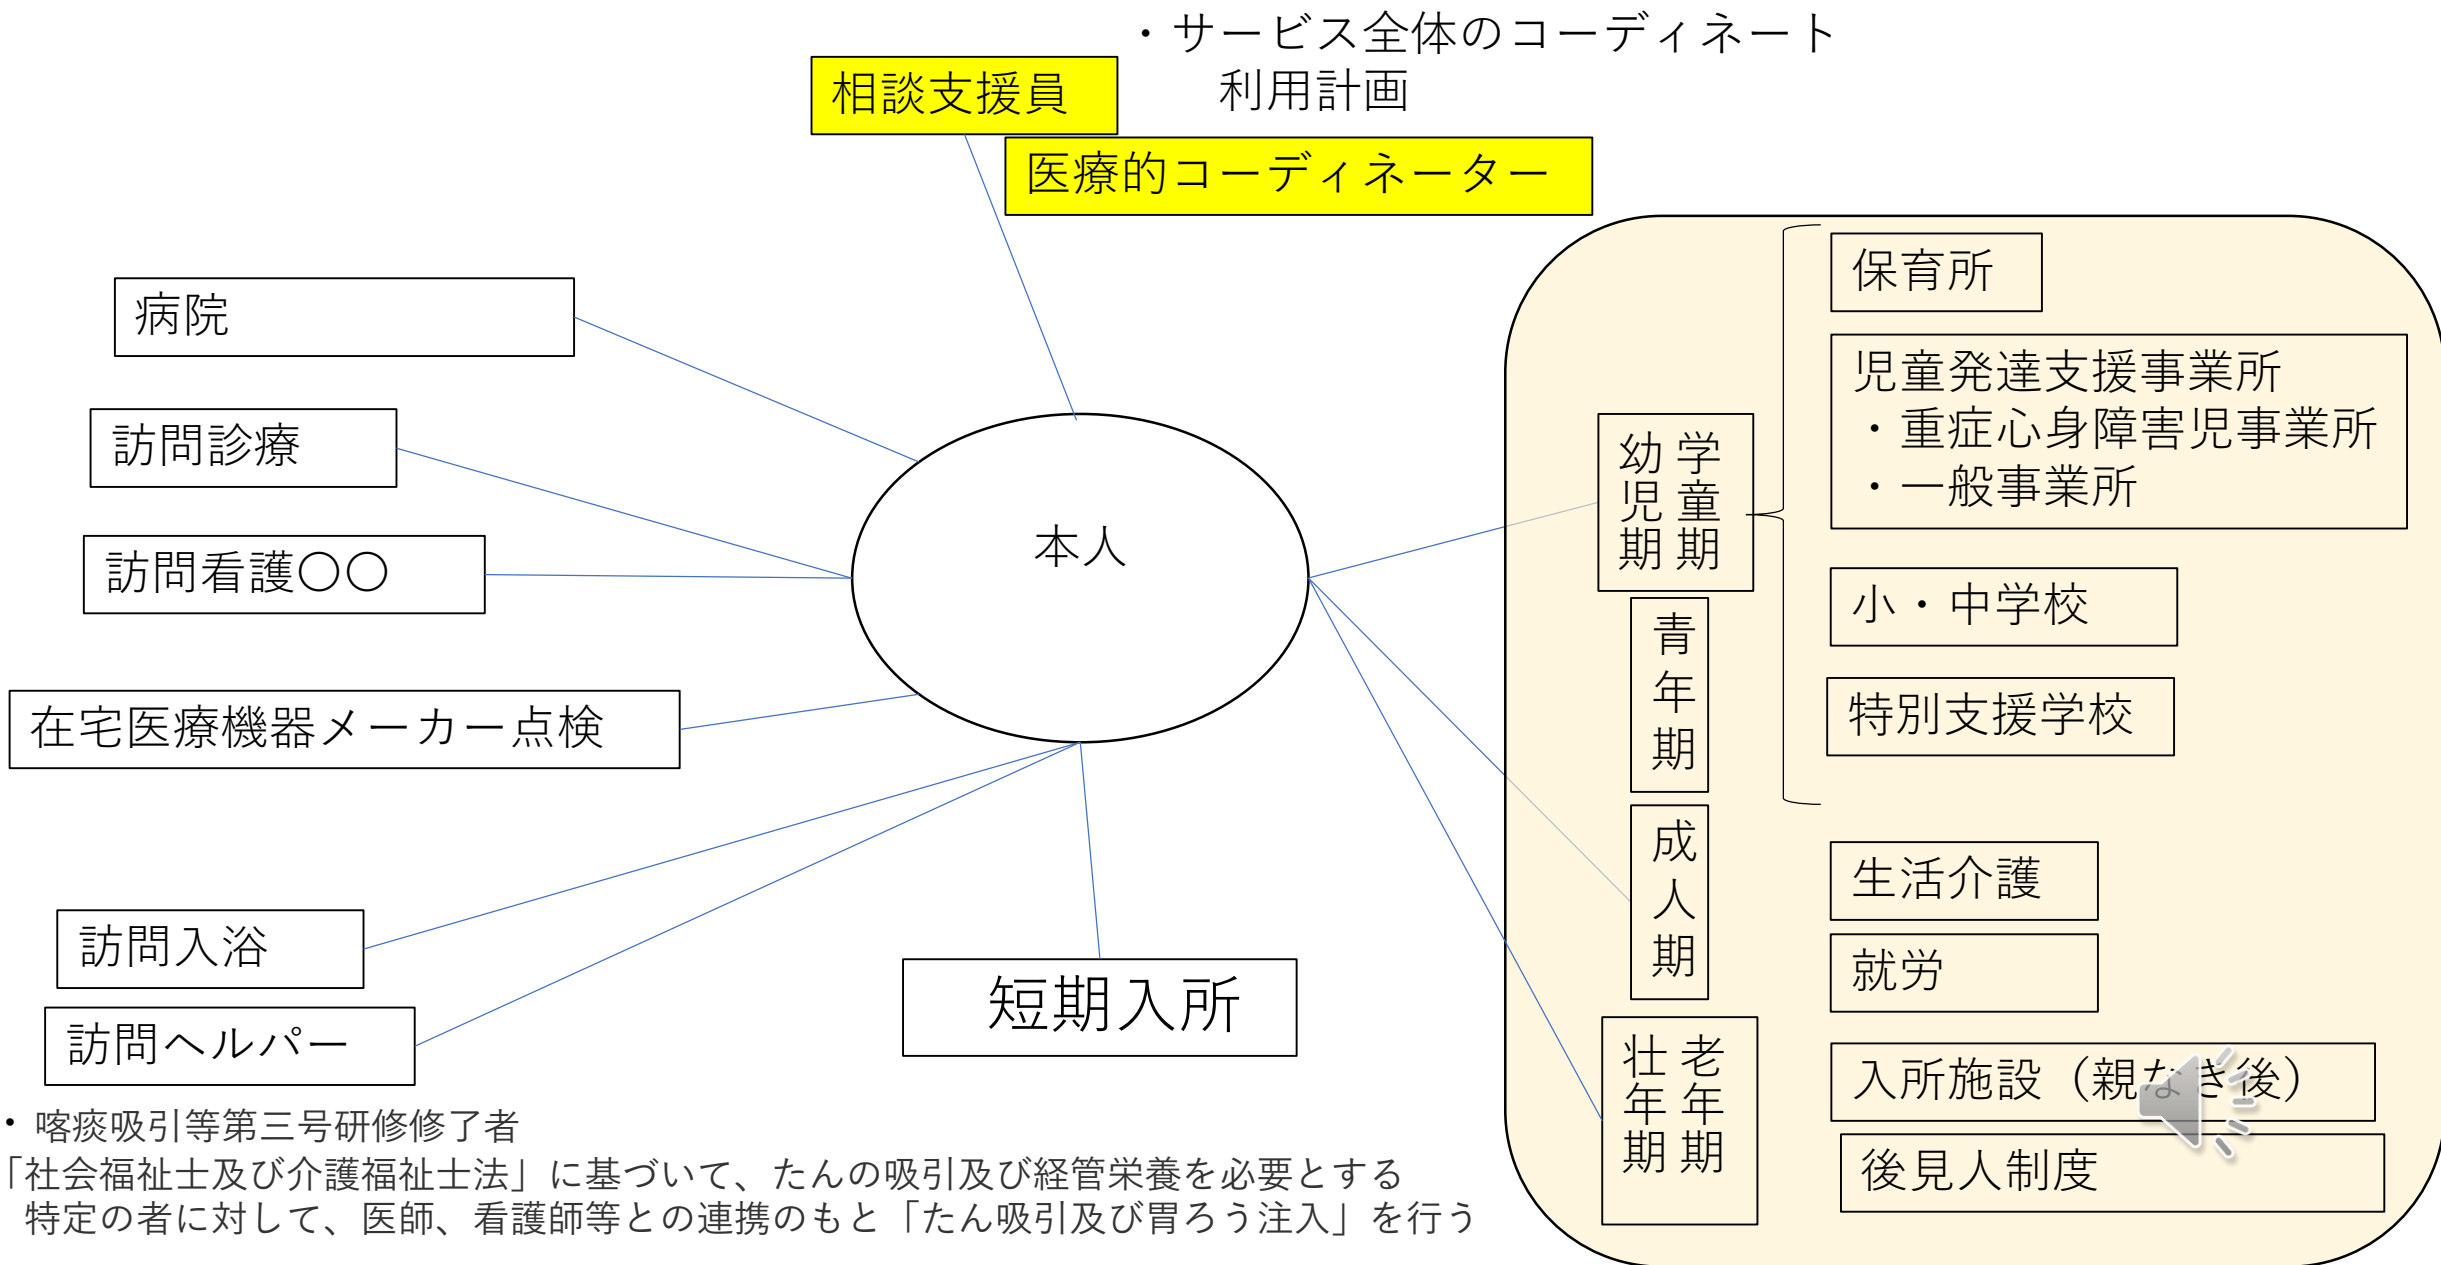 ・サービス全体のコーディネート
利用計画
相談支援員
医療的コーディネーター
病院
訪問診療
訪問看護〇〇
在宅医療機器メーカー点検
訪問入浴
訪問ヘルパー
本人
短期入所
・喀痰吸引等第三号研修修了者
「社会福祉士及び介護福祉士法」に基づいて、たんの吸引及び経管栄養を必要とする
特定の者に対して、医師、看護師等との連携のもと「たん吸引及び胃ろう注入」を行う
学童期
幼児期
青年期
成人期
老年期
壮年期
保育所
児童発達支援事業所
・重症心身障害児事業所
・一般事業所
小・中学校
特別支援学校
生活介護
就労
入所施設（親なき後）
後見人制度